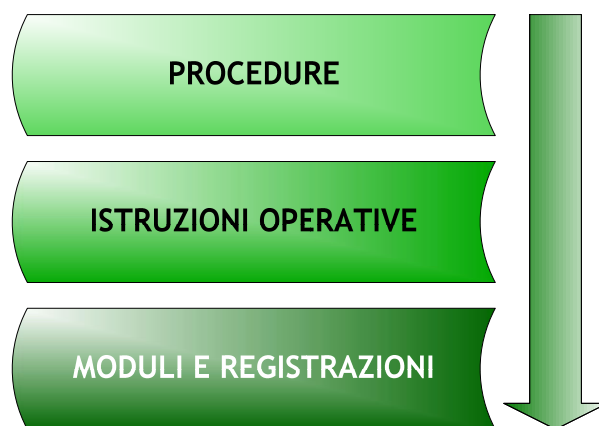 PROCEDURE
ISTRUZIONI OPERATIVE
MODULI E REGISTRAZIONI